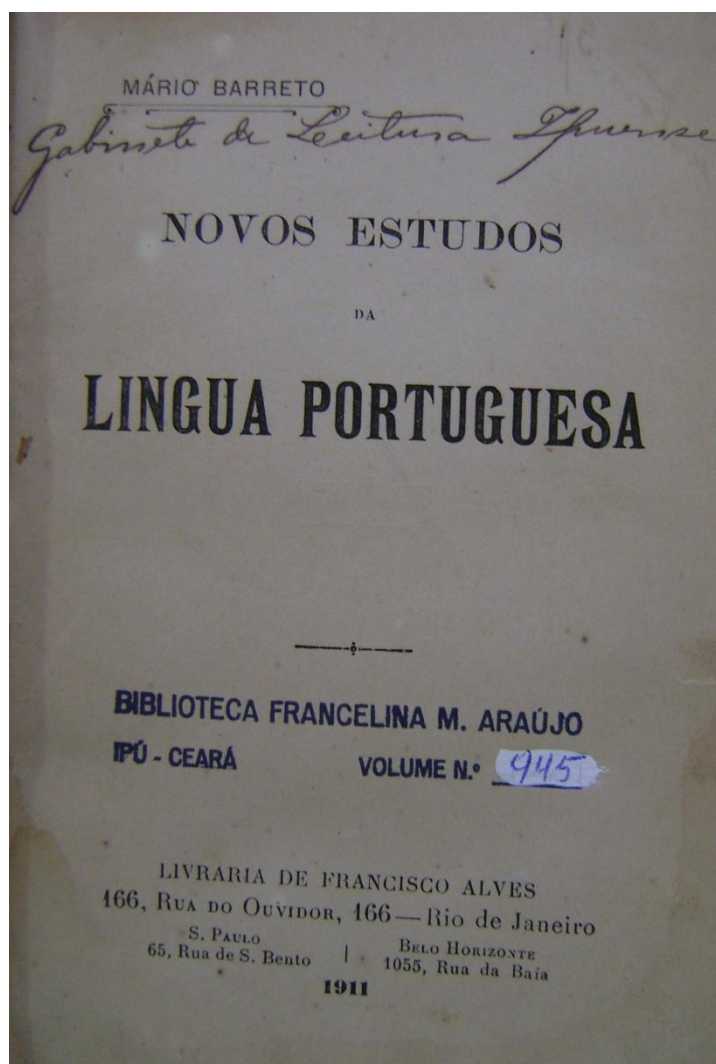 MÁRIO BARRETO
Gabinete de Leitura Ipuense
NOVOS ESTUDOS
DA
LINGUA PORTUGUESA
BIBLIOTECA FRANCELINA M. ARAÚJO
IPÚ - CEARÁ VOLUME N.º 945
LIVRARIA DE FRANCISCO ALVES
166, RUA DO OUVIDOR, 166 — Rio de Janeiro
S. PAULO | BELO HORIZONTE
65, Rua de S. Bento | 1055, Rua da Baía
1911